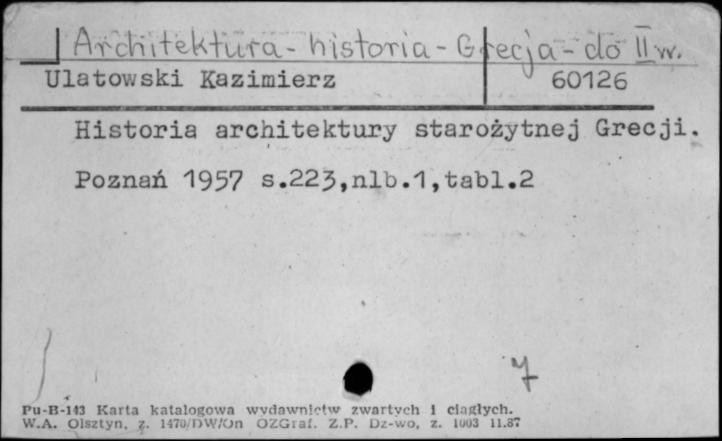 Architektura - historia - Grecja - do II w.
Ulatowski Kazimierz 60126
Historia architektury starożytnej Grecji.
Poznań 1957 s.223,nlb.1,tabl.2
7
Pu-B-143 Karta katalogowa wydawnictw zwartych i ciągłych.
W.A. Olsztyn, z. 1470/DW/On OZGraf. Z.P. Dz-wo, z. 1003 11.87